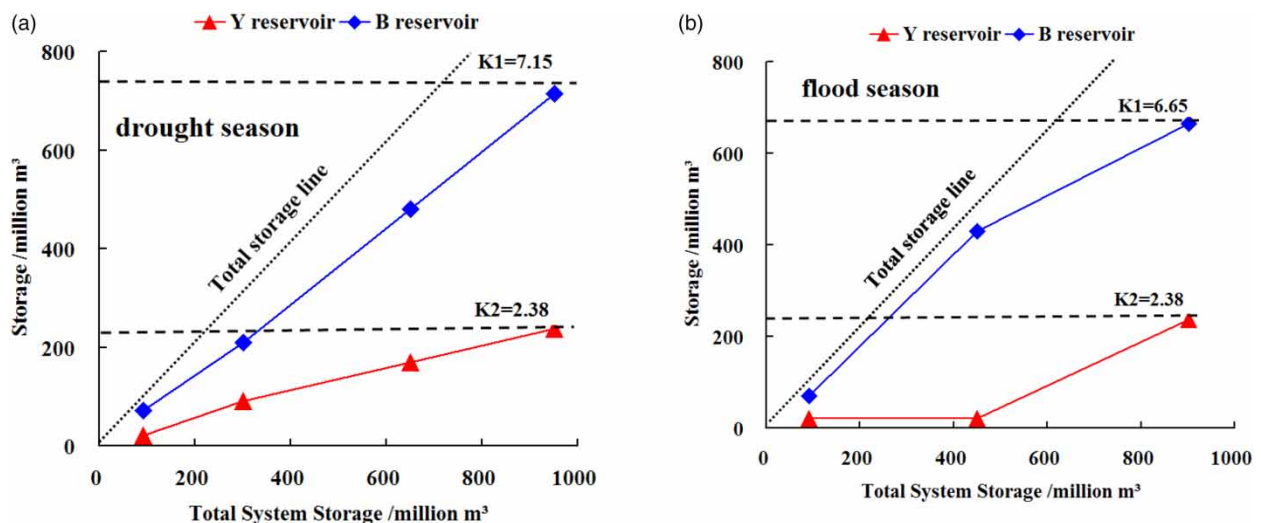 (a)
Y reservoir B reservoir
800
600
400
200
0
Storage /million m³
K1=7.15
drought season
Total storage line
K2=2.38
0 200 400 600 800 1000
Total System Storage /million m³
(b)
Y reservoir B reservoir
800
600
400
200
0
Storage /million m³
flood season
K1=6.65
Total storage line
K2=2.38
0 200 400 600 800 1000
Total System Storage /million m³